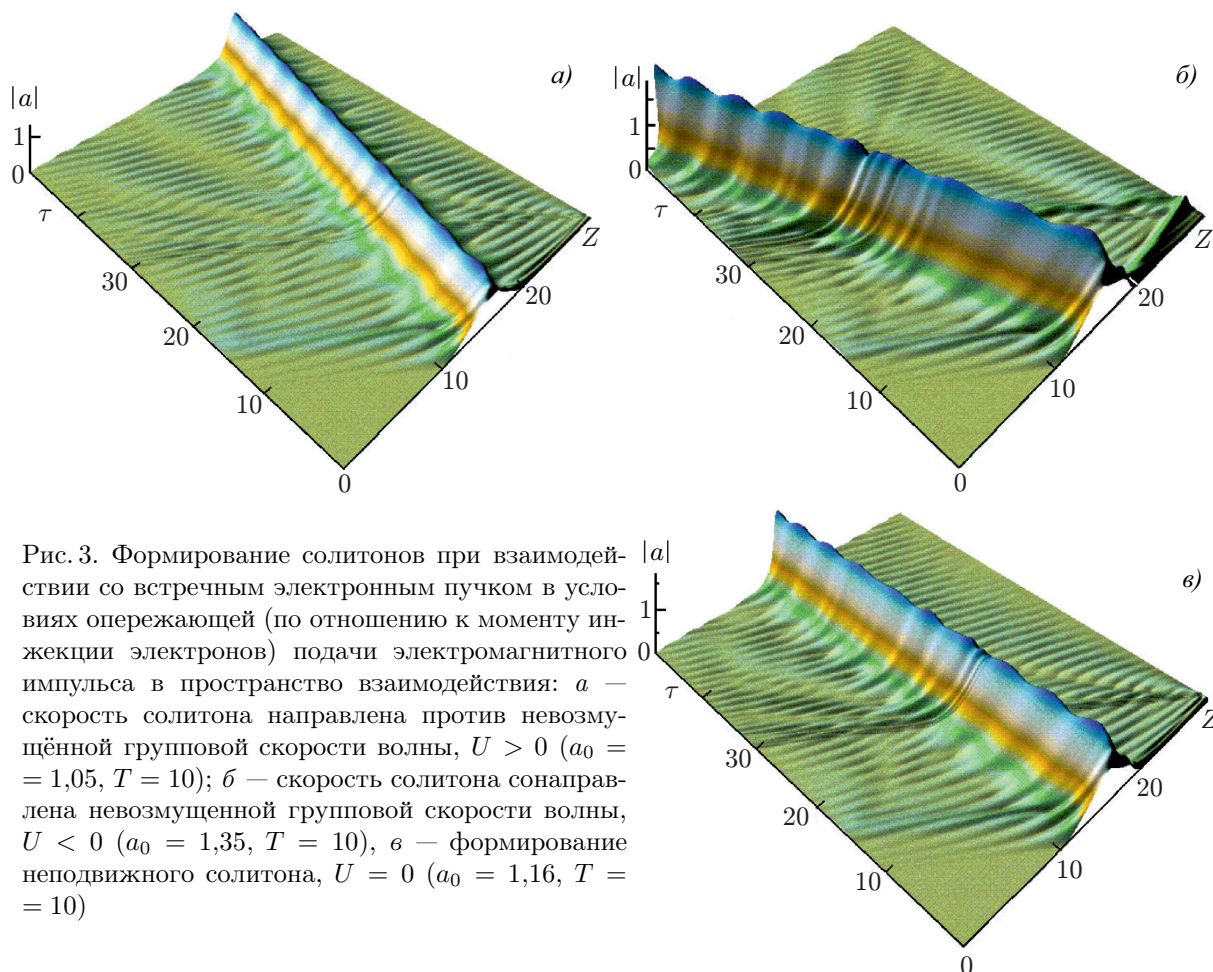 а)
|a|
1
0
τ
30
20
10
0
10
20
Z
б)
|a|
2
1
0
τ
30
20
10
0
10
20
Z
Рис. 3. Формирование солитонов при взаимодей-
ствии со встречным электронным пучком в усло-
виях опережающей (по отношению к моменту ин-
жекции электронов) подачи электромагнитного
импульса в пространство взаимодействия: а —
скорость солитона направлена против невозму-
щённой групповой скорости волны, U > 0 (a₀ =
= 1,05, T = 10); б — скорость солитона сонаправ-
лена невозмущенной групповой скорости волны,
U < 0 (a₀ = 1,35, T = 10), в — формирование
неподвижного солитона, U = 0 (a₀ = 1,16, T =
= 10)
в)
|a|
1
0
τ
30
20
10
0
10
20
Z